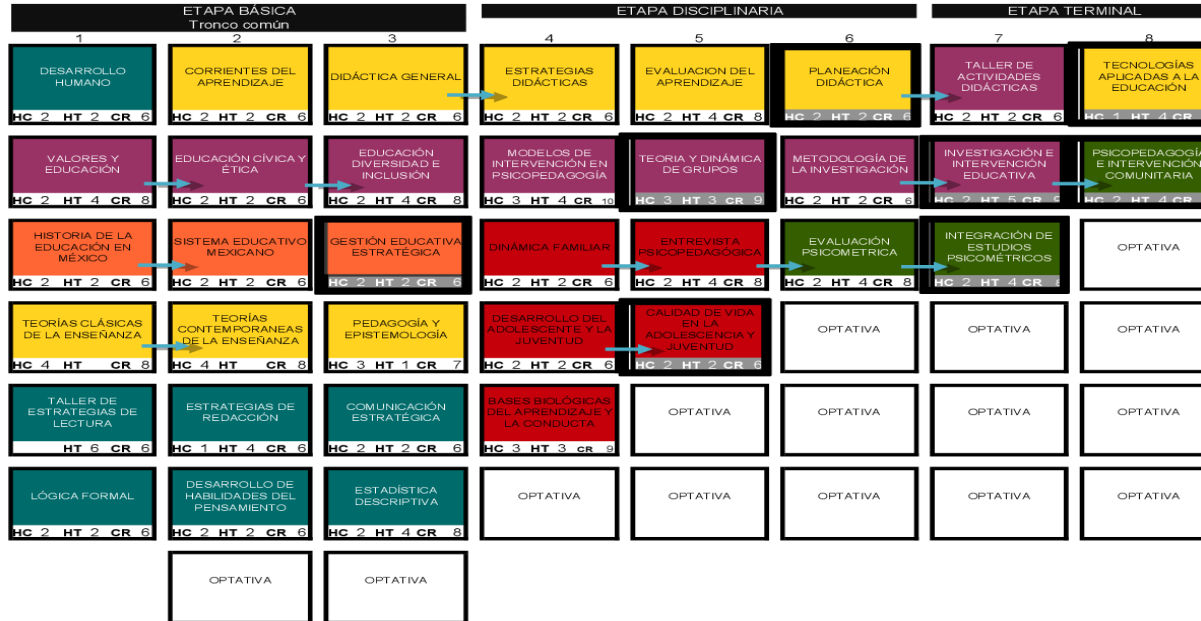 ETAPA BÁSICA
Tronco común
ETAPA DISCIPLINARIA
ETAPA TERMINAL
1 2 3 4 5 6 7 8
DESARROLLO
HUMANO
HC 2 HT 2 CR 6
CORRIENTES DEL
APRENDIZAJE
HC 2 HT 2 CR 6
DIDÁCTICA GENERAL
HC 2 HT 2 CR 6
ESTRATEGIAS
DIDÁCTICAS
HC 2 HT 2 CR 6
EVALUACION DEL
APRENDIZAJE
HC 2 HT 4 CR 8
PLANEACIÓN
DIDÁCTICA
HC 2 HT 2 CR 6
TALLER DE
ACTIVIDADES
DIDÁCTICAS
HC 2 HT 2 CR 6
TECNOLOGÍAS
APLICADAS A LA
EDUCACIÓN
HC 1 HT 4 CR
VALORES Y
EDUCACIÓN
HC 2 HT 4 CR 8
EDUCACIÓN CÍVICA Y
ÉTICA
HC 2 HT 2 CR 6
EDUCACIÓN
DIVERSIDAD E
INCLUSIÓN
HC 2 HT 4 CR 8
MODELOS DE
INTERVENCIÓN EN
PSICOPEDAGOGÍA
HC 3 HT 4 CR 10
TEORIA Y DINÁMICA
DE GRUPOS
HC 3 HT 3 CR 9
METODOLOGÍA DE
LA INVESTIGACIÓN
HC 2 HT 2 CR 6
INVESTIGACIÓN E
INTERVENCIÓN
EDUCATIVA
HC 2 HT 5 CR 9
PSICOPEDAGOGÍA
E INTERVENCIÓN
COMUNITARIA
HC 2 HT 4 CR
HISTORIA DE LA
EDUCACIÓN EN
MÉXICO
HC 2 HT 2 CR 6
SISTEMA EDUCATIVO
MEXICANO
HC 2 HT 2 CR 6
GESTIÓN EDUCATIVA
ESTRATÉGICA
HC 2 HT 2 CR 6
DINÁMICA FAMILIAR
HC 2 HT 2 CR 6
ENTREVISTA
PSICOPEDAGÓGICA
HC 2 HT 4 CR 8
EVALUACIÓN
PSICOMETRICA
HC 2 HT 4 CR 8
INTEGRACIÓN DE
ESTUDIOS
PSICOMÉTRICOS
HC 2 HT 4 CR 8
OPTATIVA
TEORÍAS CLÁSICAS
DE LA ENSEÑANZA
HC 4 HT CR 8
TEORÍAS
CONTEMPORANEAS
DE LA ENSEÑANZA
HC 4 HT CR 8
PEDAGOGÍA Y
EPISTEMOLOGÍA
HC 3 HT 1 CR 7
DESARROLLO DEL
ADOLESCENTE Y LA
JUVENTUD
HC 2 HT 2 CR 6
CALIDAD DE VIDA
EN LA
ADOLESCENCIA Y
JUVENTUD
HC 2 HT 2 CR 6
OPTATIVA
OPTATIVA
OPTATIVA
TALLER DE
ESTRATEGIAS DE
LECTURA
HT 6 CR 6
ESTRATEGIAS DE
REDACCIÓN
HC 1 HT 4 CR 6
COMUNICACIÓN
ESTRATÉGICA
HC 2 HT 2 CR 6
BASES BIOLÓGICAS
DEL APRENDIZAJE Y
LA CONDUCTA
HC 3 HT 3 CR 9
OPTATIVA
OPTATIVA
OPTATIVA
OPTATIVA
LÓGICA FORMAL
HC 2 HT 2 CR 6
DESARROLLO DE
HABILIDADES DEL
PENSAMIENTO
HC 2 HT 2 CR 6
ESTADÍSTICA
DESCRIPTIVA
HC 2 HT 4 CR 8
OPTATIVA
OPTATIVA
OPTATIVA
OPTATIVA
OPTATIVA
OPTATIVA
OPTATIVA